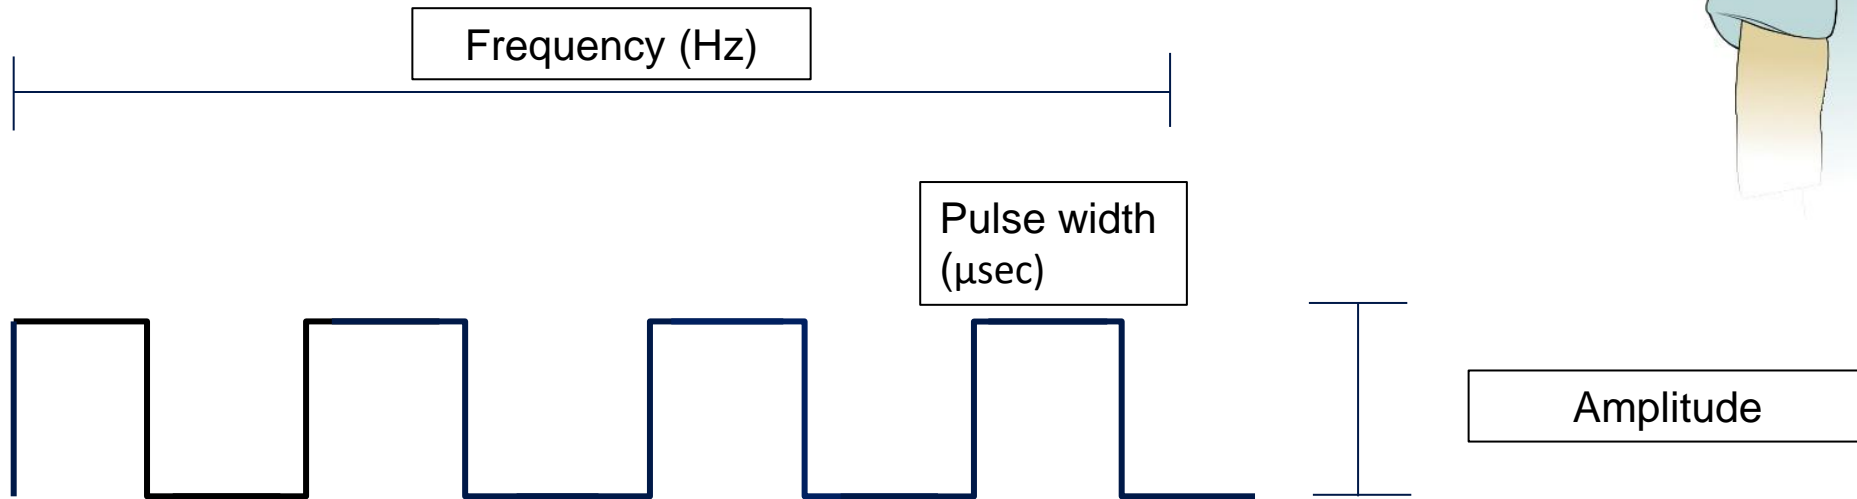 Frequency (Hz)
Pulse width
(μsec)
Amplitude